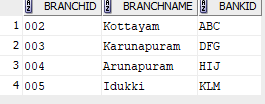 BRANCHID BRANCHNAME BANKID
1 002 Kottayam ABC
2 003 Karunapuram DFG
3 004 Arunapuram HIJ
4 005 Idukki KLM